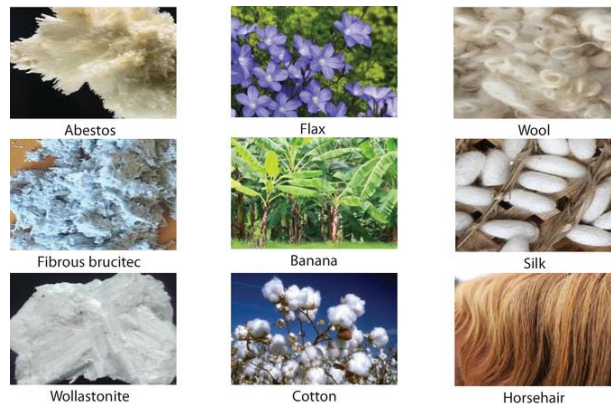 Abestos
Flax
Wool
Fibrous brucitec
Banana
Silk
Wollastonite
Cotton
Horsehair